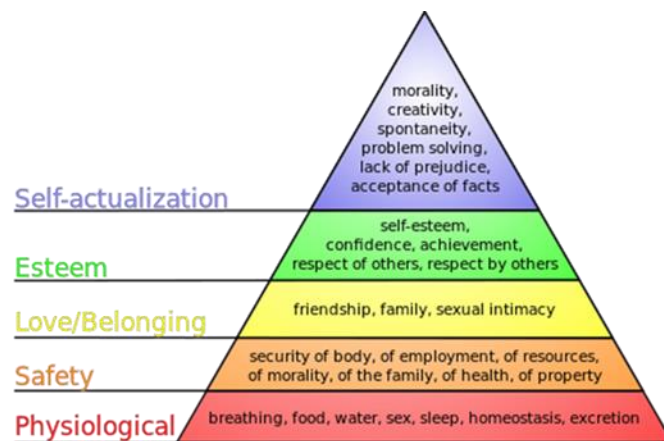 morality,
creativity,
spontaneity,
problem solving,
lack of prejudice,
acceptance of facts
Self-actualization
self-esteem,
confidence, achievement,
respect of others, respect by others
Esteem
friendship, family, sexual intimacy
Love/Belonging
security of body, of employment, of resources,
of morality, of the family, of health, of property
Safety
breathing, food, water, sex, sleep, homeostasis, excretion
Physiological